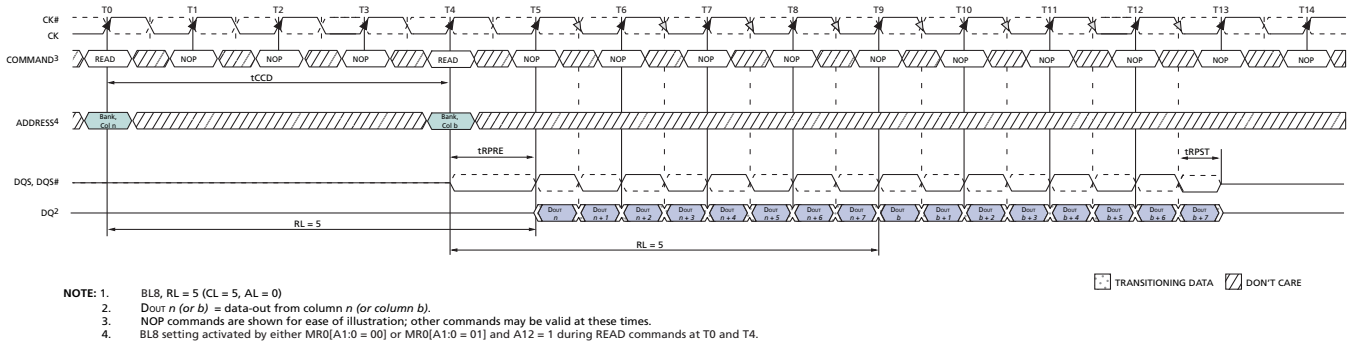 T0 T1 T2 T3 T4 T5 T6 T7 T8 T9 T10 T11 T12 T13 T14
CK#
CK
COMMAND3 READ NOP NOP NOP READ NOP NOP NOP NOP NOP NOP NOP NOP NOP NOP
tCCD
ADDRESS4 Bank, Col n Bank, Col b
tRPRE tRPST
DQS, DQS#
DQ2 DOUT n DOUT n + 1 DOUT n + 2 DOUT n + 3 DOUT n + 4 DOUT n + 5 DOUT n + 6 DOUT n + 7 DOUT b DOUT b + 1 DOUT b + 2 DOUT b + 3 DOUT b + 4 DOUT b + 5 DOUT b + 6 DOUT b + 7
RL = 5
RL = 5
TRANSITIONING DATA DON'T CARE
NOTE: 1. BL8, RL = 5 (CL = 5, AL = 0)
2. DOUT n (or b) = data-out from column n (or column b).
3. NOP commands are shown for ease of illustration; other commands may be valid at these times.
4. BL8 setting activated by either MR0[A1:0 = 00] or MR0[A1:0 = 01] and A12 = 1 during READ commands at T0 and T4.